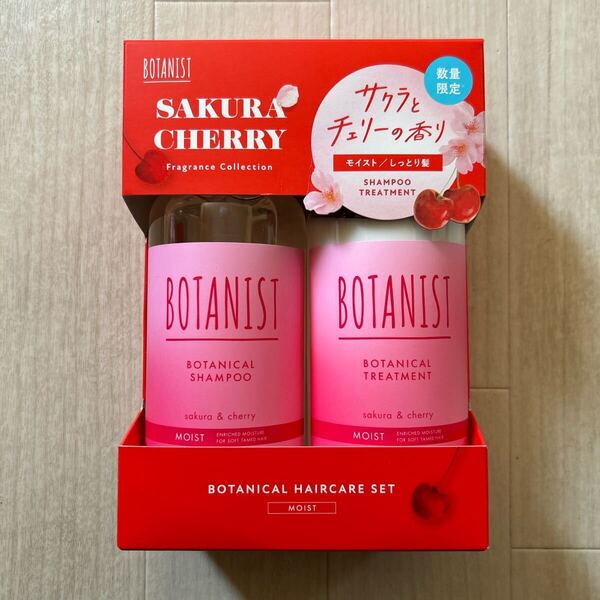 BOTANIST
SAKURA
CHERRY
Fragrance Collection
サクラと
チェリーの香り
モイスト/しっとり髪
SHAMPOO
TREATMENT
数量
限定
BOTANIST
BOTANICAL
SHAMPOO
sakura & cherry
MOIST
ENRICHED MOISTURE
FOR SOFT TAMED HAIR
BOTANIST
BOTANICAL
TREATMENT
sakura & cherry
MOIST
ENRICHED MOISTURE
FOR SOFT TAMED HAIR
BOTANICAL HAIRCARE SET
MOIST